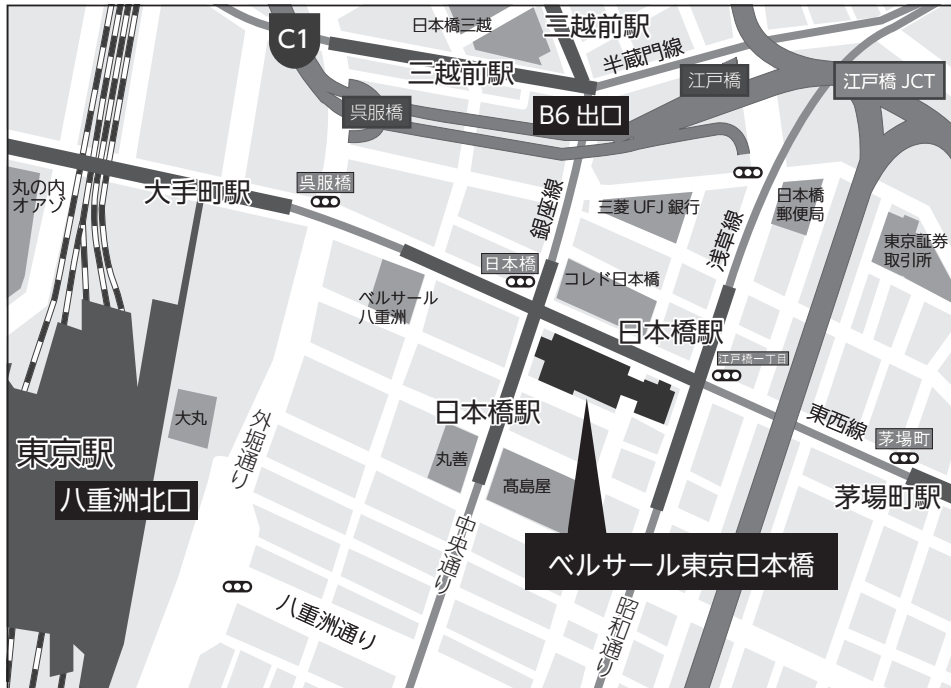 C1
日本橋三越
三越前駅
三越前駅
半蔵門線
江戸橋
江戸橋 JCT
呉服橋
B6 出口
丸の内
オアゾ
大手町駅
呉服橋
銀座線
三菱 UFJ 銀行
浅草線
日本橋
郵便局
東京証券
取引所
日本橋
コレド日本橋
ベルサール
八重洲
日本橋駅
江戸橋一丁目
大丸
外堀通り
日本橋駅
東西線
茅場町
東京駅
丸善
髙島屋
八重洲北口
茅場町駅
中央通り
ベルサール東京日本橋
八重洲通り
昭和通り